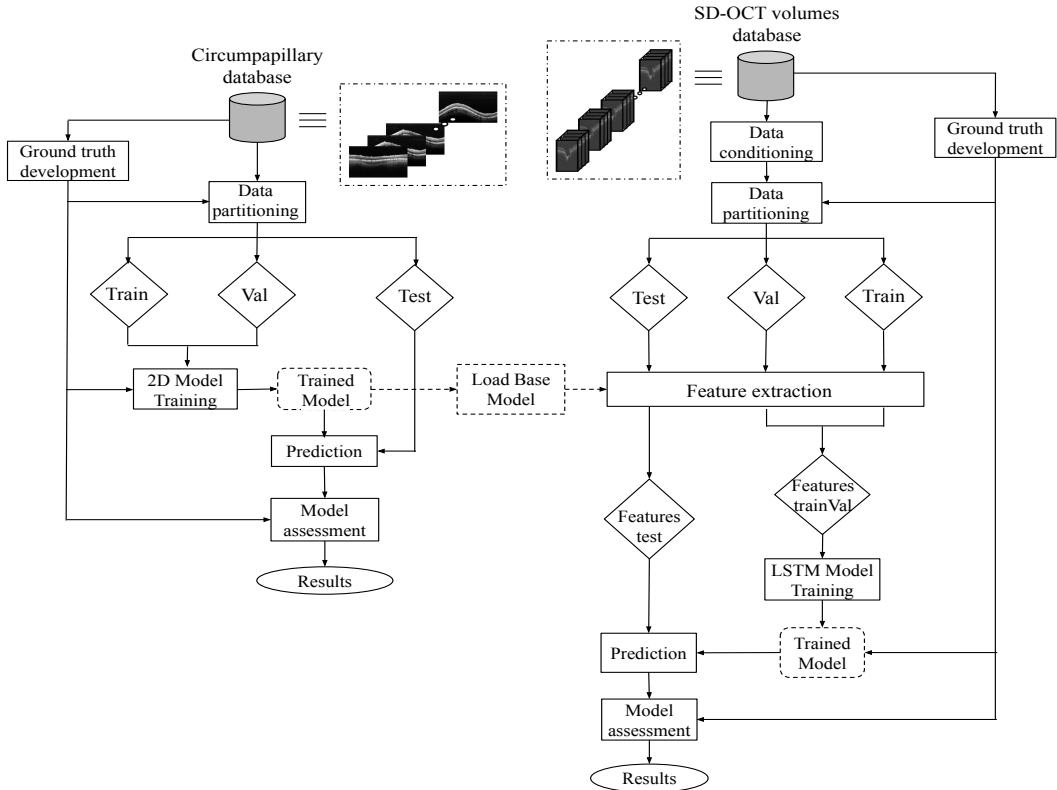 Circumpapillary
database
Ground truth
development
Data
partitioning
Train
Val
Test
2D Model
Training
Trained
Model
Prediction
Model
assessment
Results
Load Base
Model
SD-OCT volumes
database
Data
conditioning
Ground truth
development
Data
partitioning
Test
Val
Train
Feature extraction
Features
test
Features
trainVal
LSTM Model
Training
Trained
Model
Prediction
Model
assessment
Results